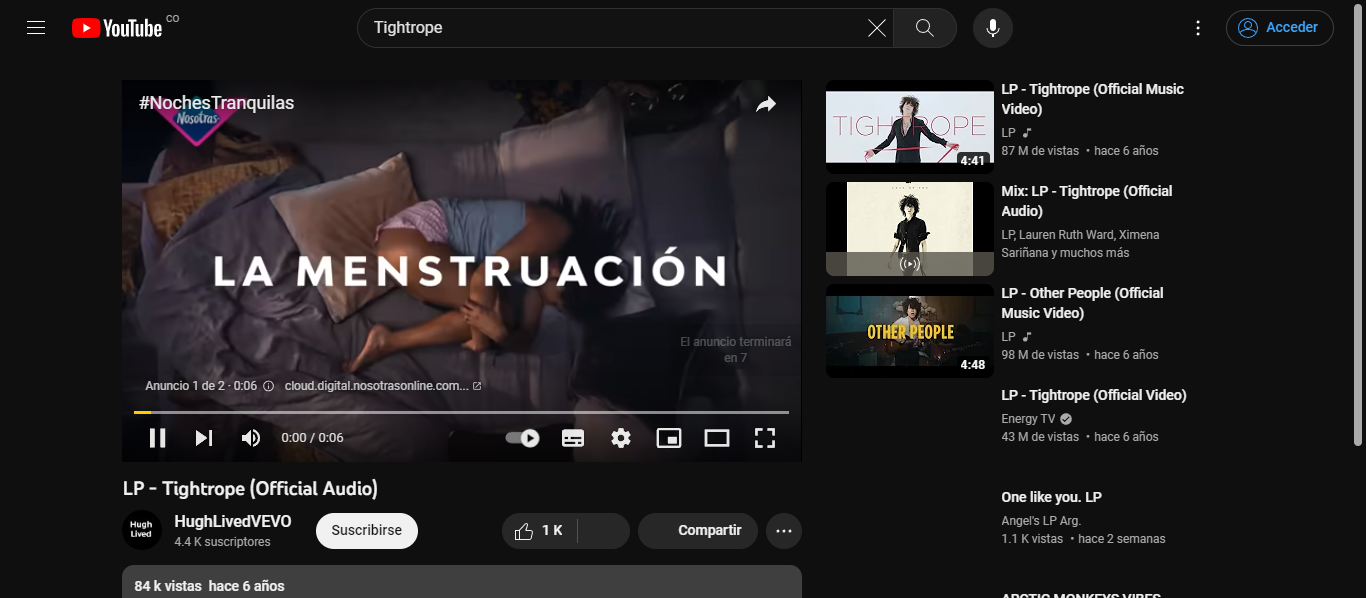 YouTube CO
Tightrope
Acceder
#NochesTranquilas
Nosotras
LA MENSTRUACIÓN
El anuncio terminará
en 7
Anuncio 1 de 2 · 0:06
cloud.digital.nosotrasonline.com...
0:00 / 0:06
LP - Tightrope (Official Audio)
Hugh
Lived
HughLivedVEVO
4.4 K suscriptores
Suscribirse
1 K
Compartir
84 k vistas hace 6 años
TIGHTROPE
4:41
LP - Tightrope (Official Music
Video)
LP
87 M de vistas • hace 6 años
Mix: LP - Tightrope (Official
Audio)
LP, Lauren Ruth Ward, Ximena
Sariñana y muchos más
OTHER PEOPLE
4:48
LP - Other People (Official
Music Video)
LP
98 M de vistas • hace 6 años
LP - Tightrope (Official Video)
Energy TV
43 M de vistas • hace 6 años
One like you. LP
Angel's LP Arg.
1.1 K vistas • hace 2 semanas
ARCTIC MONKEYS VIBES